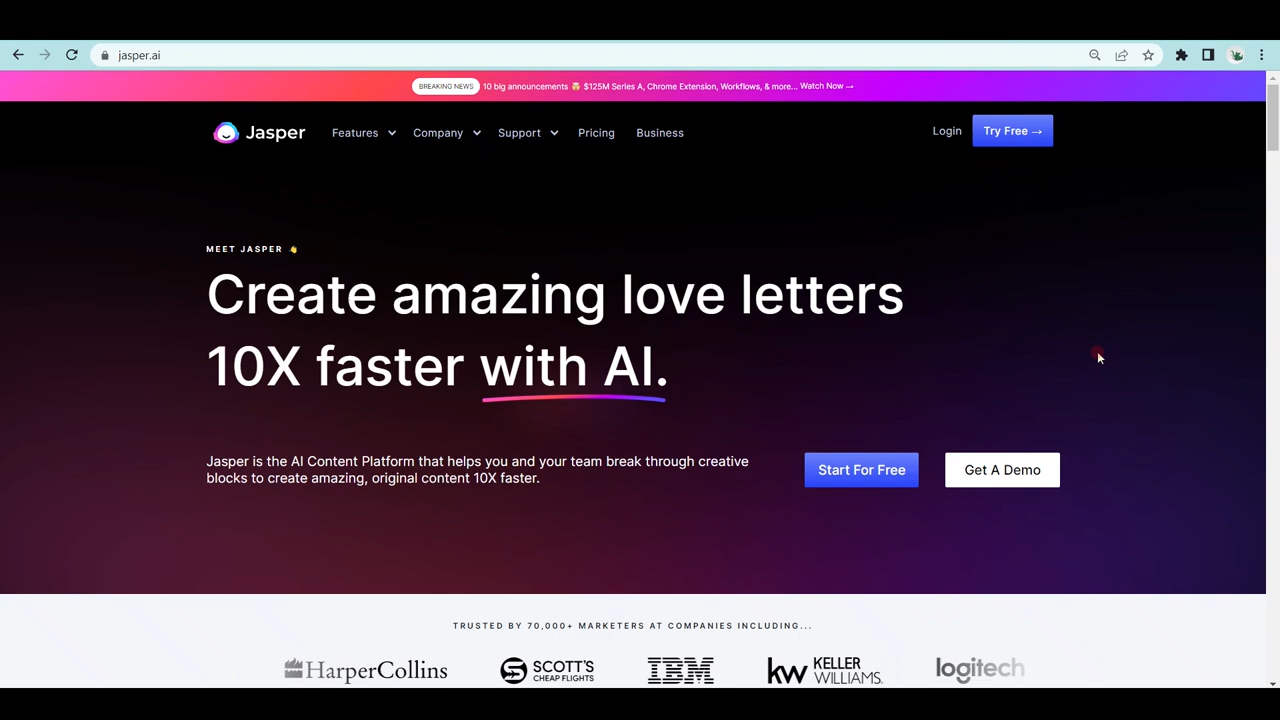 jasper.ai
BREAKING NEWS 10 big announcements 🤯 $125M Series A, Chrome Extension, Workflows, & more... Watch Now →
Jasper Features Company Support Pricing Business Login Try Free →
MEET JASPER 👋
Create amazing love letters
10X faster with AI.
Jasper is the AI Content Platform that helps you and your team break through creative
blocks to create amazing, original content 10X faster.
Start For Free Get A Demo
TRUSTED BY 70,000+ MARKETERS AT COMPANIES INCLUDING...
HarperCollins SCOTT'S CHEAP FLIGHTS IBM kw KELLER WILLIAMS. logitech